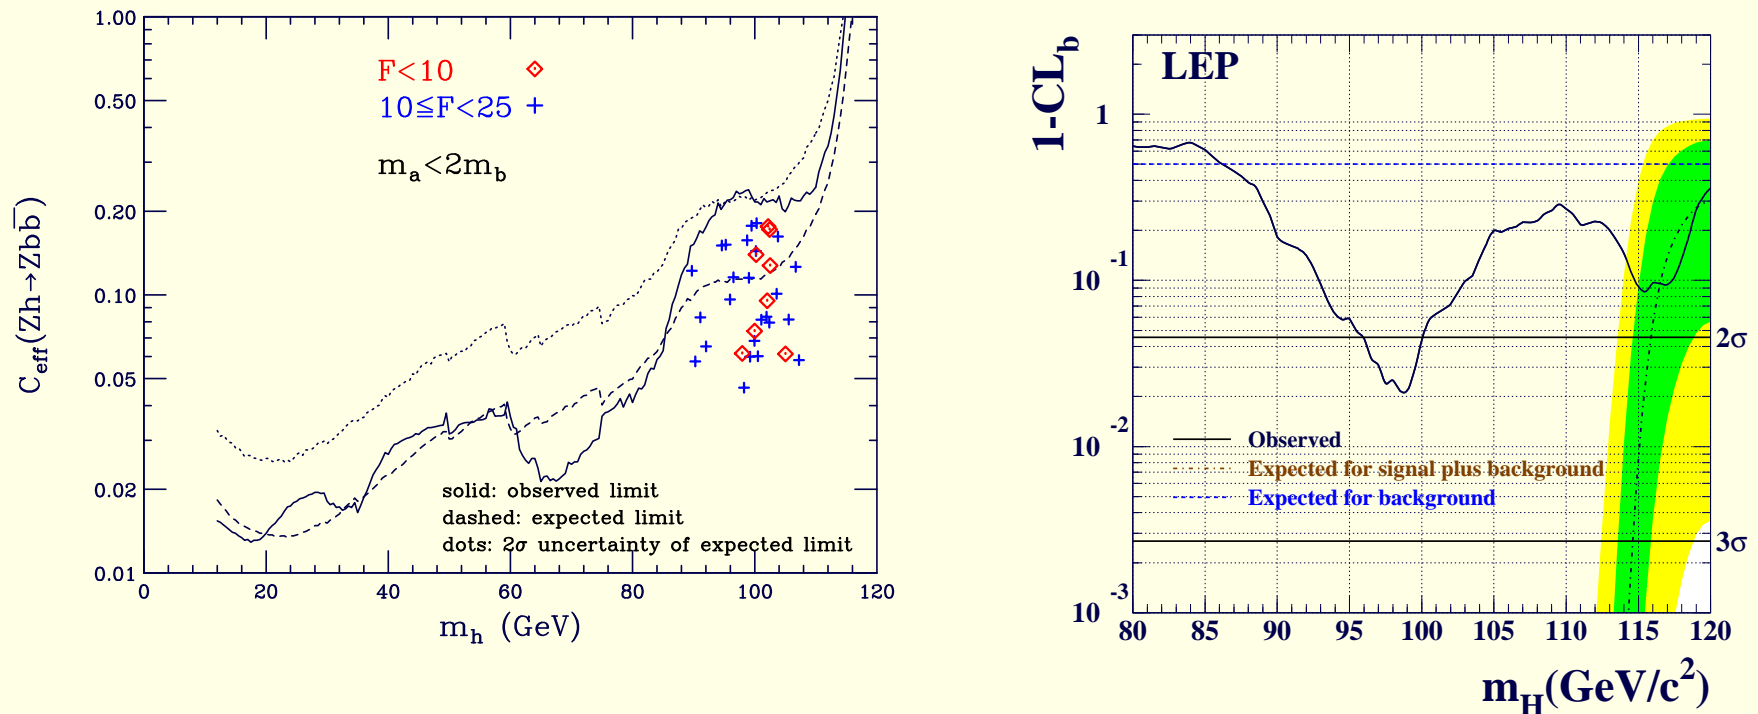 1.00
0.50
0.20
0.10
0.05
0.02
0.01
C_eff(Zh→Zbb̅)
F<10
10≦F<25
m_a<2m_b
solid: observed limit
dashed: expected limit
dots: 2σ uncertainty of expected limit
0 20 40 60 80 100 120
m_h (GeV)
1-CL_b
LEP
1
10^-1
10^-2
10^-3
2σ
3σ
Observed
Expected for signal plus background
Expected for background
80 85 90 95 100 105 110 115 120
m_H(GeV/c^2)